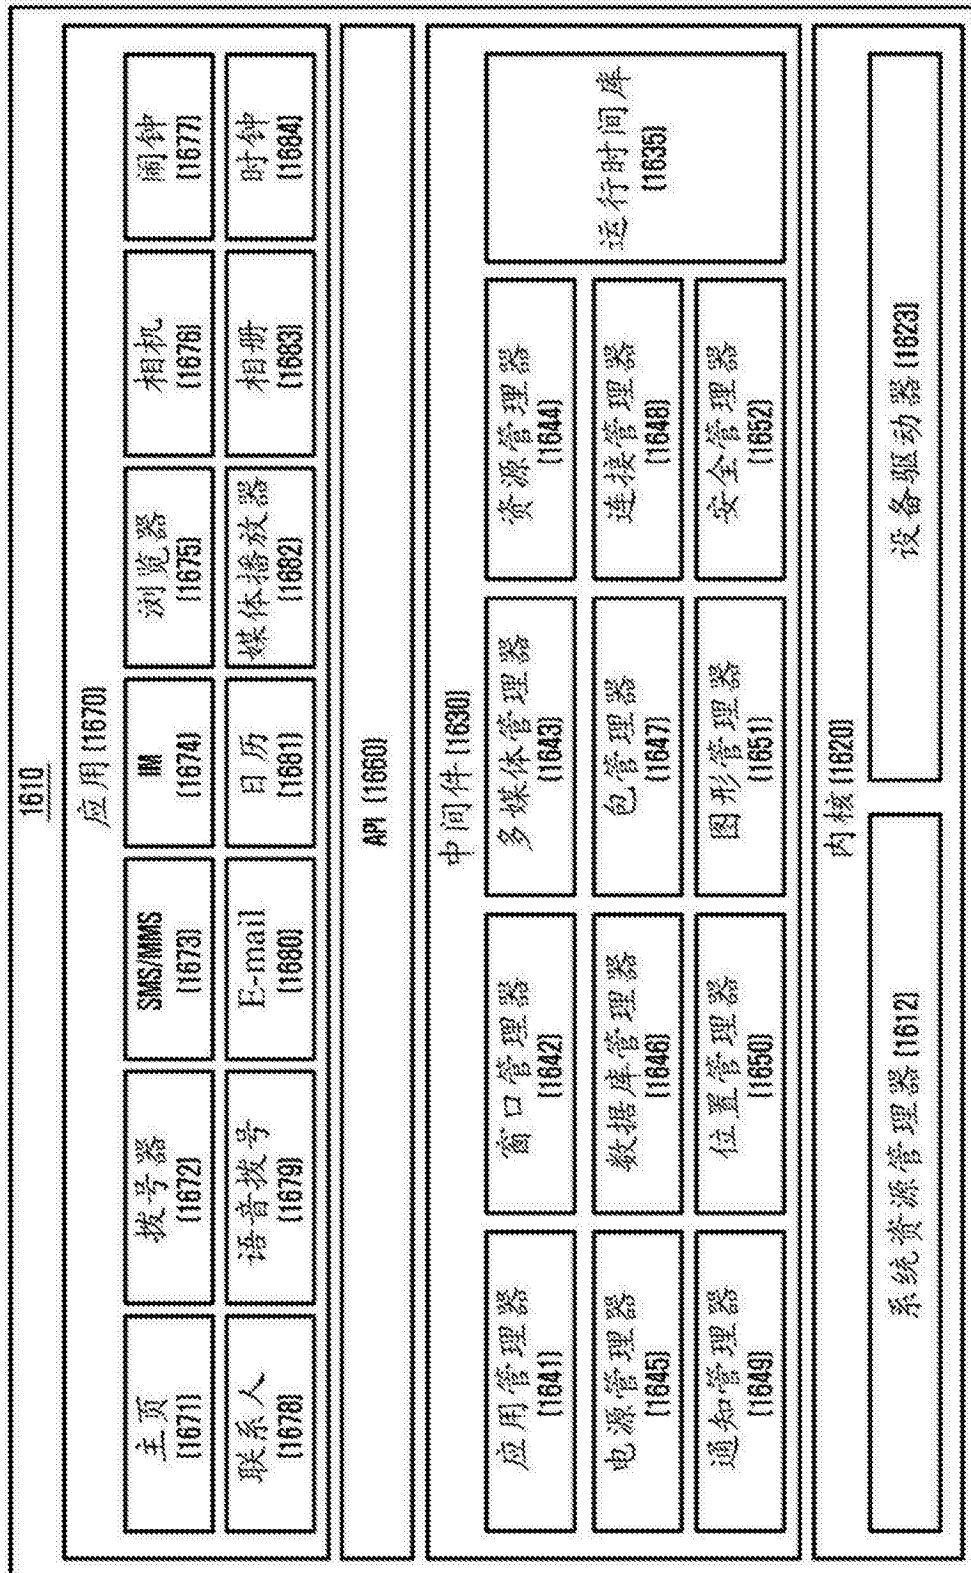 1610
应用 [1670]
主页
[1671]
拨号器
[1672]
SMS/MMS
[1673]
IM
[1674]
浏览器
[1675]
相机
[1676]
闹钟
[1677]
联系人
[1678]
语音拨号
[1679]
E-mail
[1680]
日历
[1681]
媒体播放器
[1682]
相册
[1683]
时钟
[1684]
API [1660]
中间件 [1630]
应用管理器
[1641]
窗口管理器
[1642]
多媒体管理器
[1643]
资源管理器
[1644]
运行时间库
[1635]
电源管理器
[1645]
数据库管理器
[1646]
包管理器
[1647]
连接管理器
[1648]
通知管理器
[1649]
位置管理器
[1650]
图形管理器
[1651]
安全管理器
[1652]
内核 [1620]
系统资源管理器 [1612]
设备驱动器 [1623]